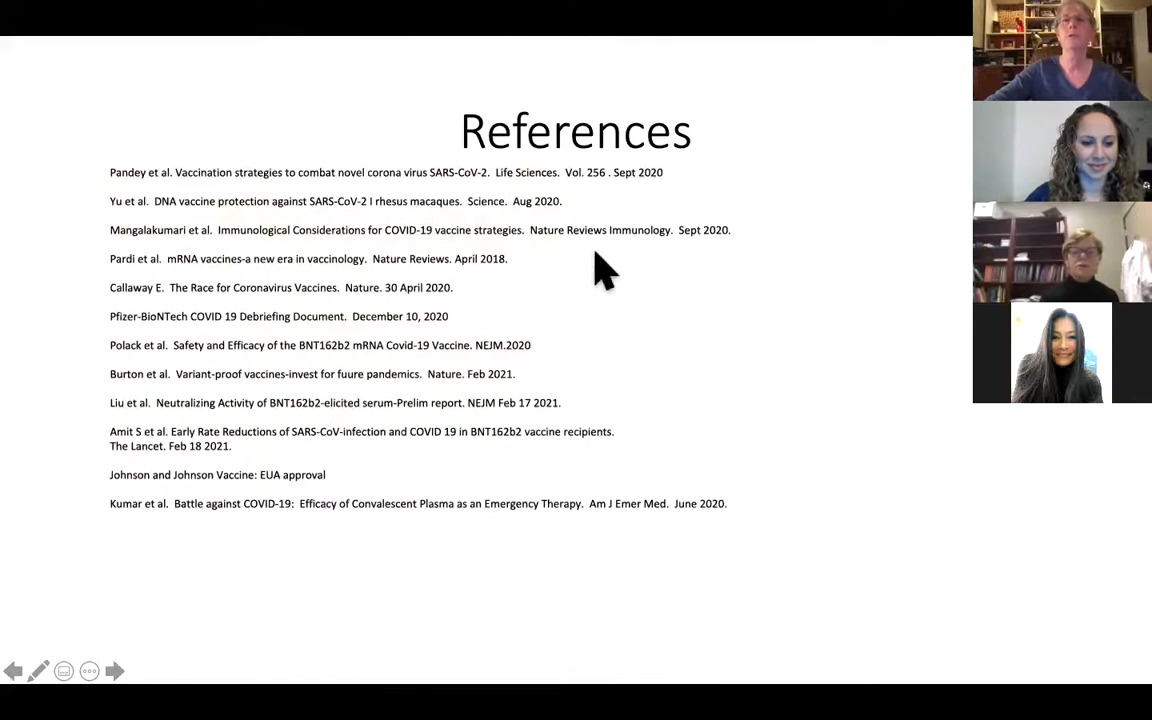 References
Pandey et al. Vaccination strategies to combat novel corona virus SARS-CoV-2. Life Sciences. Vol. 256 . Sept 2020
Yu et al. DNA vaccine protection against SARS-CoV-2 I rhesus macaques. Science. Aug 2020.
Mangalakumari et al. Immunological Considerations for COVID-19 vaccine strategies. Nature Reviews Immunology. Sept 2020.
Pardi et al. mRNA vaccines-a new era in vaccinology. Nature Reviews. April 2018.
Callaway E. The Race for Coronavirus Vaccines. Nature. 30 April 2020.
Pfizer-BioNTech COVID 19 Debriefing Document. December 10, 2020
Polack et al. Safety and Efficacy of the BNT162b2 mRNA Covid-19 Vaccine. NEJM.2020
Burton et al. Variant-proof vaccines-invest for fuure pandemics. Nature. Feb 2021.
Liu et al. Neutralizing Activity of BNT162b2-elicited serum-Prelim report. NEJM Feb 17 2021.
Amit S et al. Early Rate Reductions of SARS-CoV-infection and COVID 19 in BNT162b2 vaccine recipients.
The Lancet. Feb 18 2021.
Johnson and Johnson Vaccine: EUA approval
Kumar et al. Battle against COVID-19: Efficacy of Convalescent Plasma as an Emergency Therapy. Am J Emer Med. June 2020.